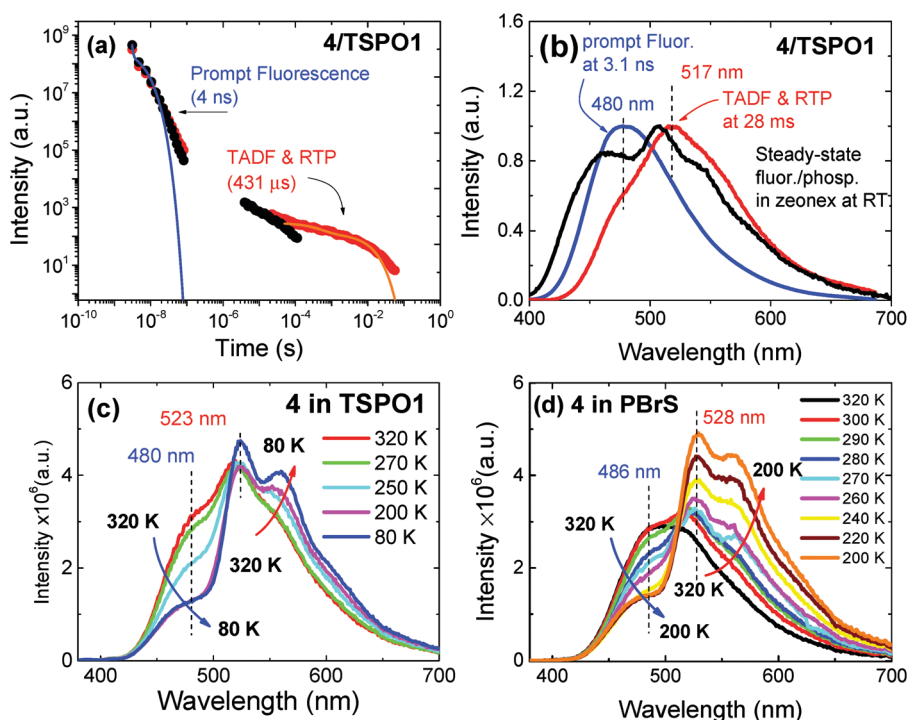 (a)
4/TSPO1
Prompt Fluorescence
(4 ns)
TADF & RTP
(431 μs)
Intensity (a.u.)
10^9
10^7
10^5
10^3
10^1
10^-10
10^-8
10^-6
10^-4
10^-2
10^0
Time (s)
(b)
4/TSPO1
prompt Fluor.
at 3.1 ns
517 nm
480 nm
TADF & RTP
at 28 ms
Steady-state
fluor./phosp.
in zeonex at RT
Intensity (a.u.)
1.0
0.9
0.6
0.3
0.0
400
500
600
700
Wavelength (nm)
(c)
4 in TSPO1
523 nm
480 nm
80 K
320 K
320 K
80 K
320 K
270 K
250 K
200 K
80 K
Intensity x10^6(a.u.)
6
4
2
0
400
500
600
700
Wavelength (nm)
(d) 4 in PBrS
528 nm
486 nm
200 K
320 K
320 K
200 K
320 K
300 K
290 K
280 K
270 K
260 K
240 K
220 K
200 K
Intensity ×10^6(a.u.)
6
4
2
0
400
500
600
700
Wavelength (nm)